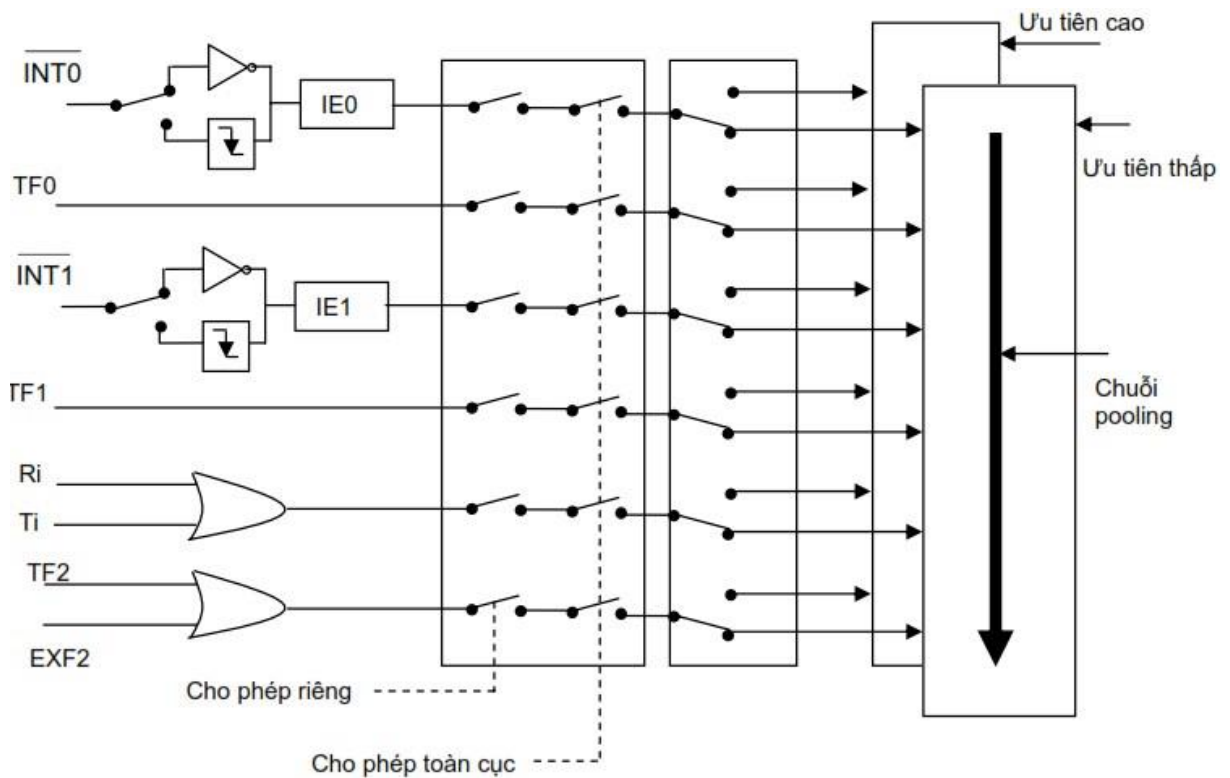 Ưu tiên cao
INT0
IE0
Ưu tiên thấp
TF0
INT1
IE1
TF1
Chuỗi
pooling
Ri
Ti
TF2
EXF2
Cho phép riêng
Cho phép toàn cục